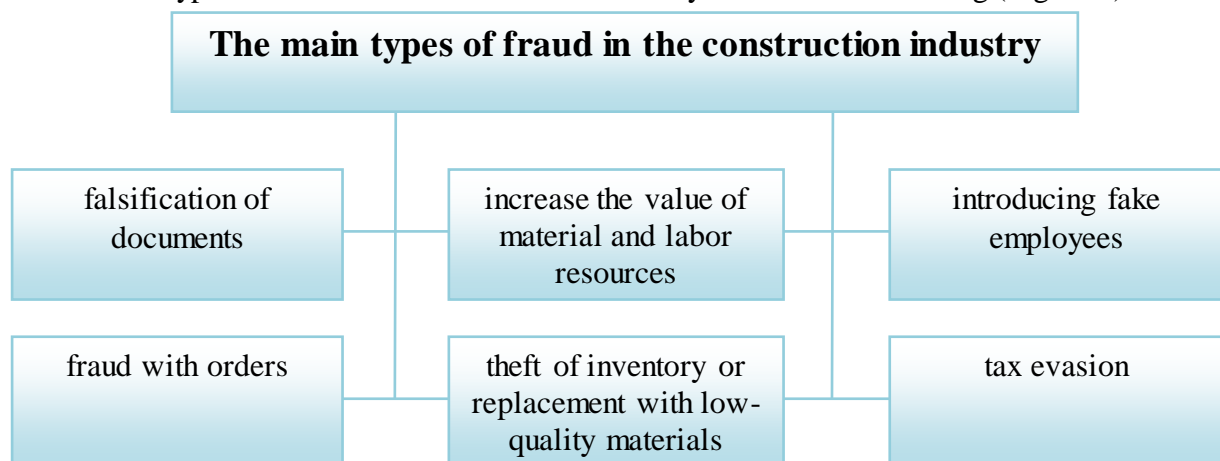 The main types of fraud in the construction industry
falsification of
documents
increase the value of
material and labor
resources
introducing fake
employees
fraud with orders
theft of inventory or
replacement with low-
quality materials
tax evasion